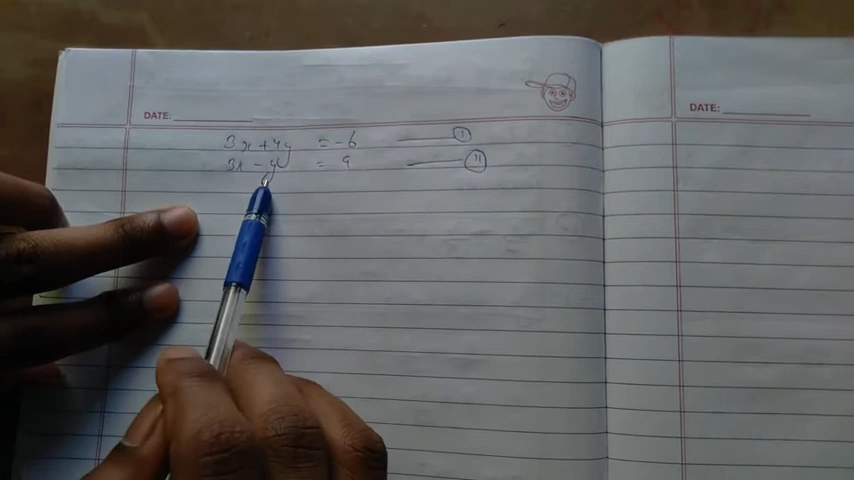 DATE:
3x + 4y = -6 (I)
3x - y = 9 (II)
DATE: